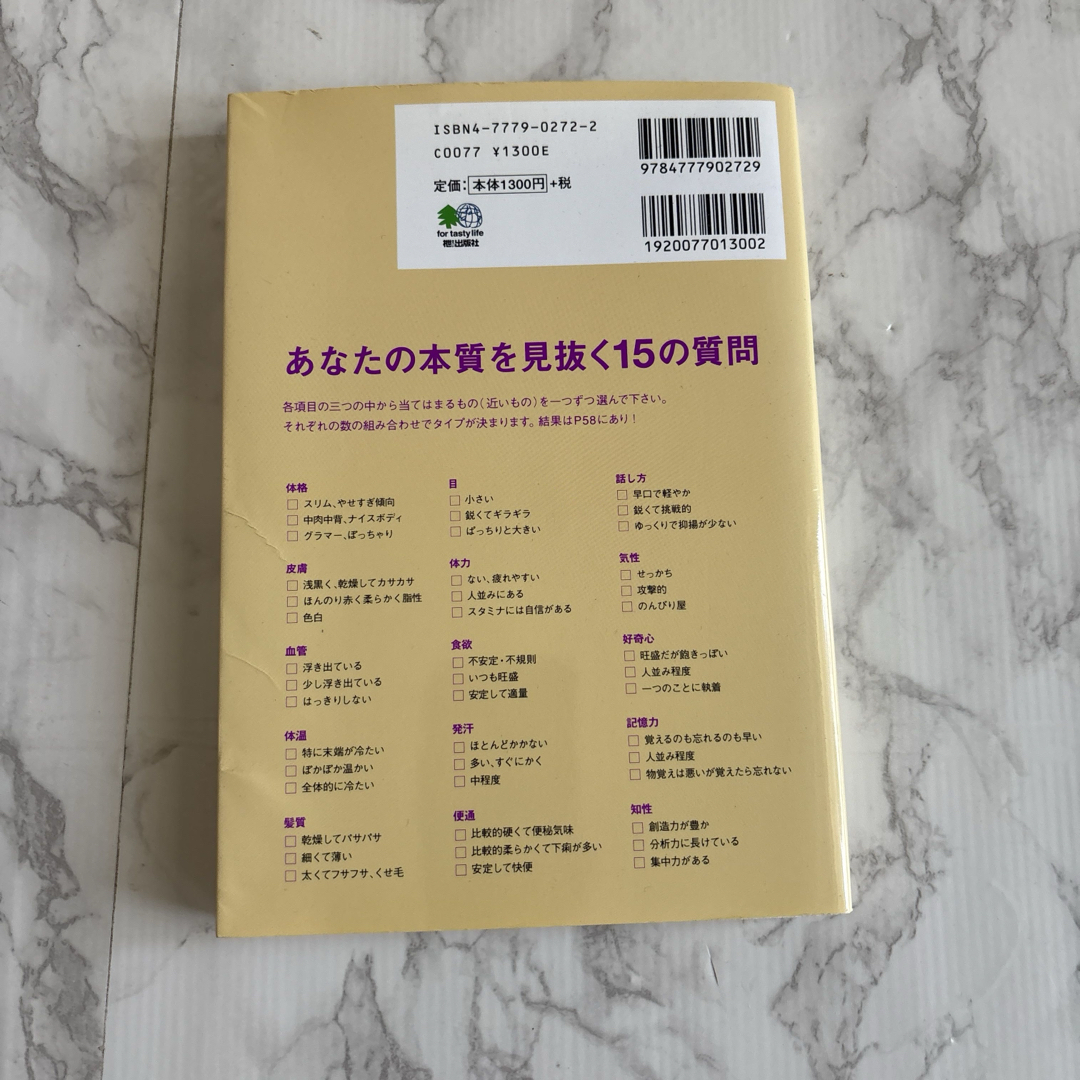 ISBN4-7779-0272-2
C0077 ¥1300E
定価:本体1300円+税
for tasty life
枻出版社
9784777902729
1920077013002
あなたの本質を見抜く15の質問
各項目の三つの中から当てはまるもの(近いもの)を一つずつ選んで下さい。
それぞれの数の組み合わせでタイプが決まります。結果はP58にあり!
体格
スリム、やせすぎ傾向
中肉中背、ナイスボディ
グラマー、ぽっちゃり
皮膚
浅黒く、乾燥してカサカサ
ほんのり赤く柔らかく脂性
色白
血管
浮き出ている
少し浮き出ている
はっきりしない
体温
特に末端が冷たい
ぽかぽか温かい
全体的に冷たい
髪質
乾燥してパサパサ
細くて薄い
太くてフサフサ、くせ毛
目
小さい
鋭くてギラギラ
ぱっちりと大きい
体力
ない、疲れやすい
人並みにある
スタミナには自信がある
食欲
不安定・不規則
いつも旺盛
安定して適量
発汗
ほとんどかかない
多い、すぐにかく
中程度
便通
比較的硬くて便秘気味
比較的柔らかくて下痢が多い
安定して快便
話し方
早口で軽やか
鋭くて挑戦的
ゆっくりで抑揚が少ない
気性
せっかち
攻撃的
のんびり屋
好奇心
旺盛だが飽きっぽい
人並み程度
一つのことに執着
記憶力
覚えるのも忘れるのも早い
人並み程度
物覚えは悪いが覚えたら忘れない
知性
創造力が豊か
分析力に長けている
集中力がある